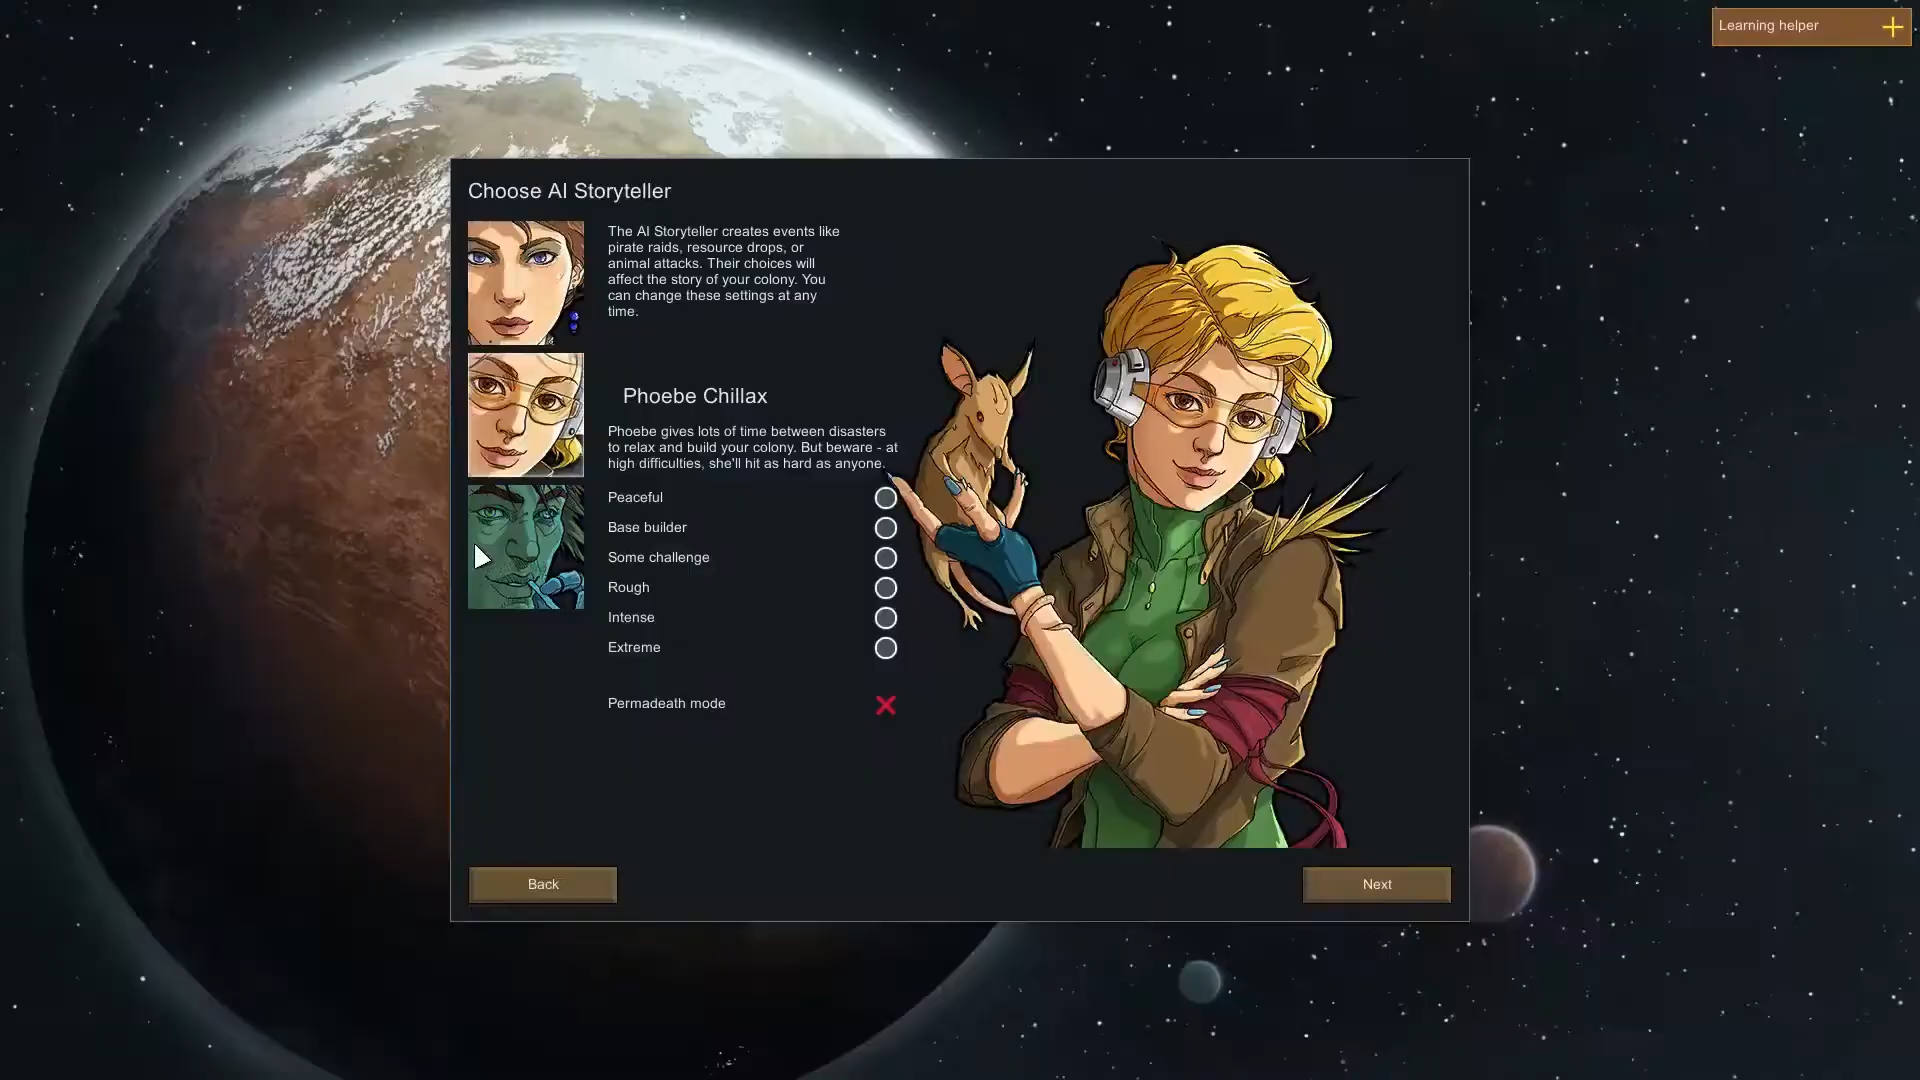 Learning helper
Choose AI Storyteller
The AI Storyteller creates events like
pirate raids, resource drops, or
animal attacks. Their choices will
affect the story of your colony. You
can change these settings at any
time.
Phoebe Chillax
Phoebe gives lots of time between disasters
to relax and build your colony. But beware - at
high difficulties, she'll hit as hard as anyone.
Peaceful
Base builder
Some challenge
Rough
Intense
Extreme
Permadeath mode
Back
Next